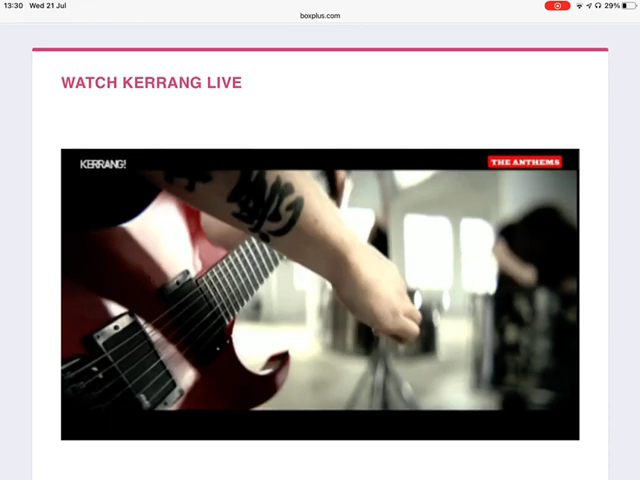 13:30 Wed 21 Jul
29%
boxplus.com
WATCH KERRANG LIVE
KERRANG!
THE ANTHEMS